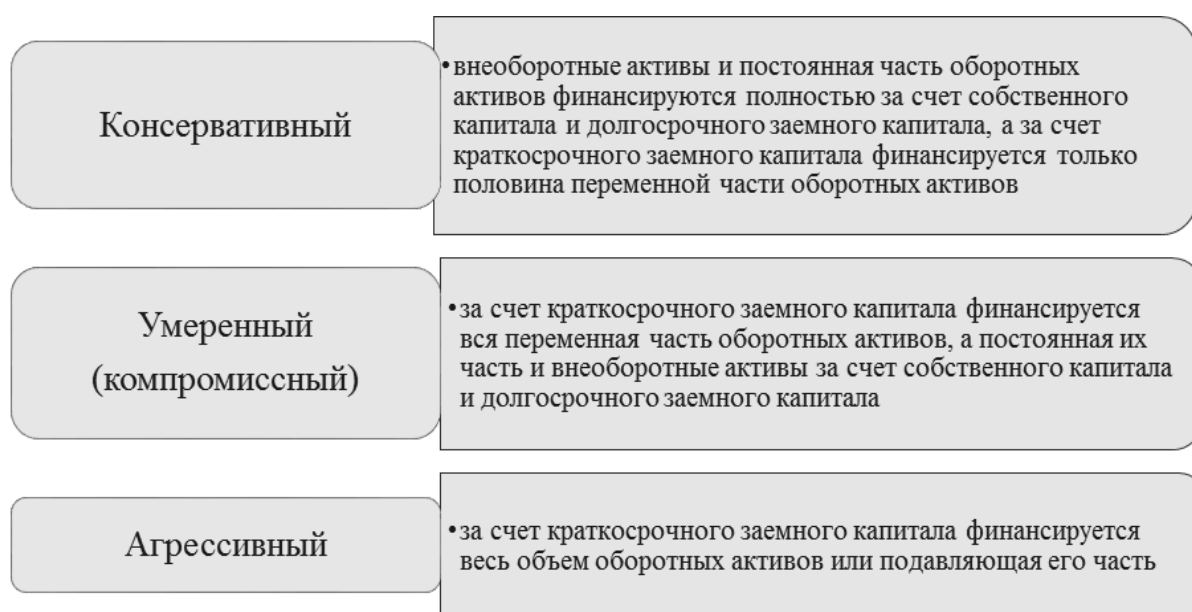 Консервативный
•внеоборотные активы и постоянная часть оборотных
активов финансируются полностью за счет собственного
капитала и долгосрочного заемного капитала, а за счет
краткосрочного заемного капитала финансируется только
половина переменной части оборотных активов
Умеренный
(компромиссный)
•за счет краткосрочного заемного капитала финансируется
вся переменная часть оборотных активов, а постоянная их
часть и внеоборотные активы за счет собственного капитала
и долгосрочного заемного капитала
Агрессивный
•за счет краткосрочного заемного капитала финансируется
весь объем оборотных активов или подавляющая его часть